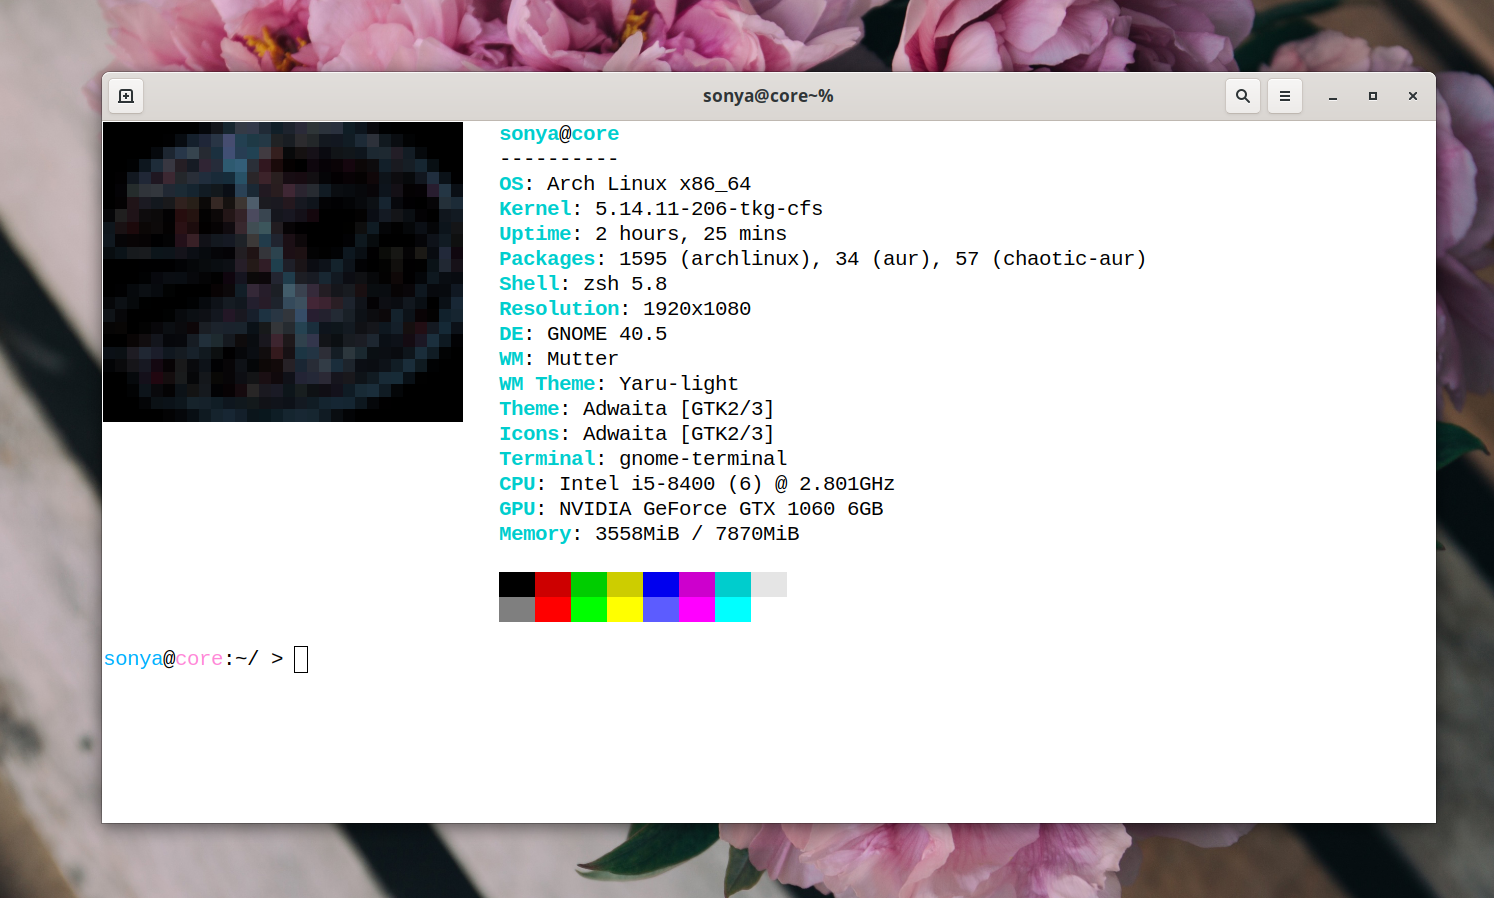 sonya@core~%
sonya@core
----------
OS: Arch Linux x86_64
Kernel: 5.14.11-206-tkg-cfs
Uptime: 2 hours, 25 mins
Packages: 1595 (archlinux), 34 (aur), 57 (chaotic-aur)
Shell: zsh 5.8
Resolution: 1920x1080
DE: GNOME 40.5
WM: Mutter
WM Theme: Yaru-light
Theme: Adwaita [GTK2/3]
Icons: Adwaita [GTK2/3]
Terminal: gnome-terminal
CPU: Intel i5-8400 (6) @ 2.801GHz
GPU: NVIDIA GeForce GTX 1060 6GB
Memory: 3558MiB / 7870MiB
sonya@core:~/ >